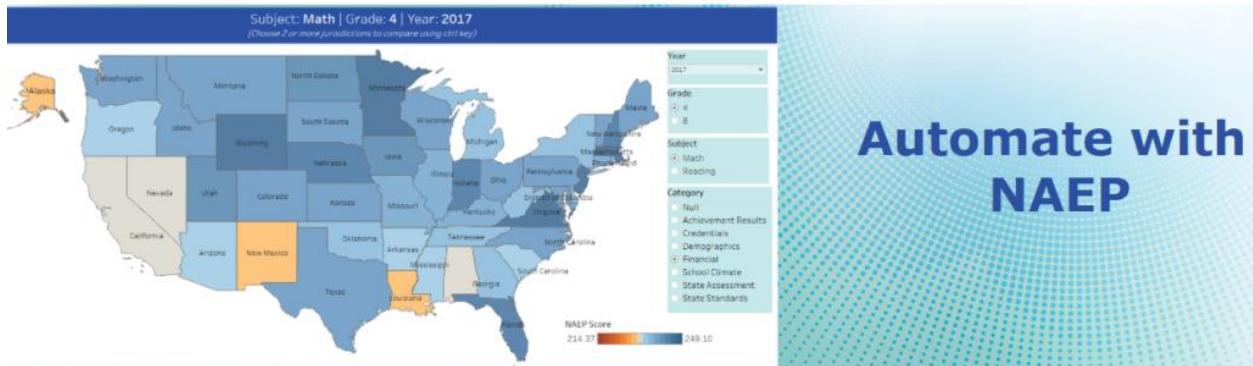 Subject: Math | Grade: 4 | Year: 2017
(Choose 2 or more jurisdictions to compare using ctrl key)
Alaska
Washington
Montana
North Dakota
Minnesota
Maine
Oregon
Idaho
Wyoming
South Dakota
Wisconsin
Michigan
New Hampshire
Massachusetts
Rhode Island
Nevada
Utah
Colorado
Nebraska
Iowa
Illinois
Indiana
Ohio
Pennsylvania
District of Columbia
California
Kansas
Missouri
Kentucky
Virginia
Arizona
New Mexico
Oklahoma
Arkansas
Tennessee
North Carolina
Texas
Louisiana
Mississippi
Georgia
South Carolina
Florida
NAEP Score
214.37
249.10
Year
2017
Grade
4
8
Subject
Math
Reading
Category
Null
Achievement Results
Credentials
Demographics
Financial
School Climate
State Assessment
State Standards
Automate with
NAEP